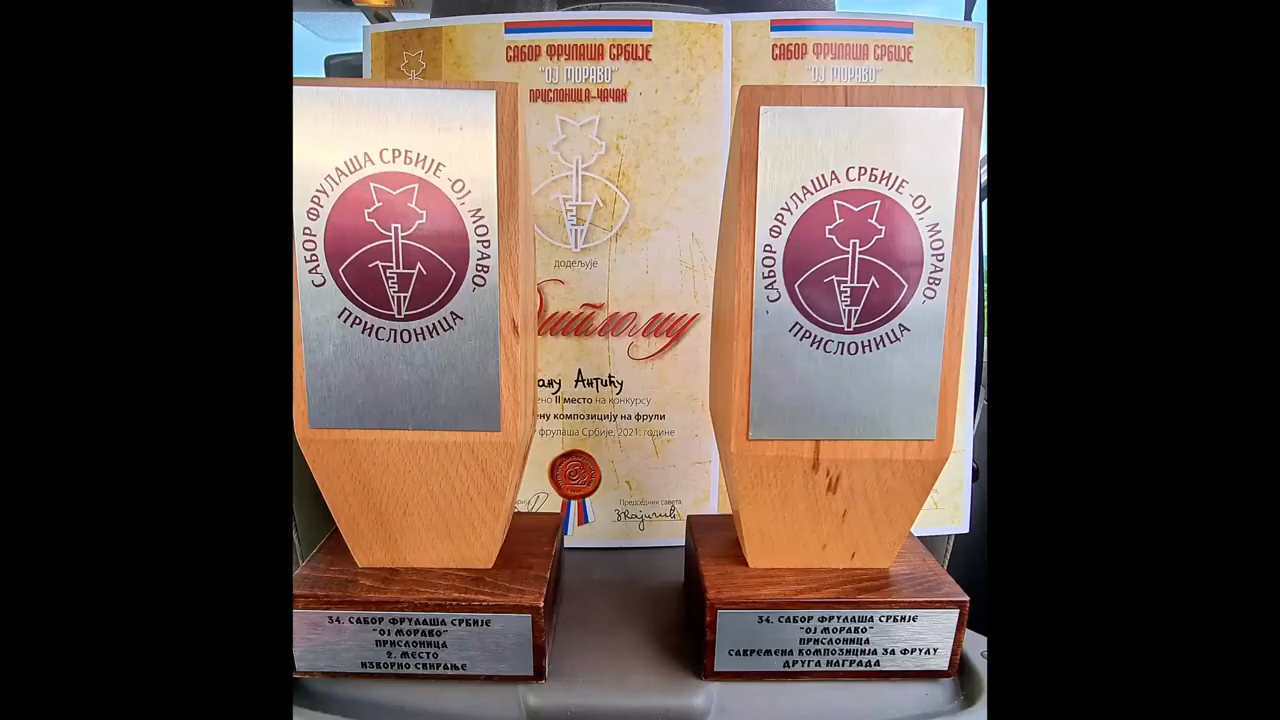 САБОР ФРУЛАША СРБИЈЕ
"ОЈ МОРАВО"
ПРИСЛОНИЦА-ЧАЧАК
додељује
Антићу
II место на конкурсу
композицију на фрули
фрулаша Србије, 2021. године
Председник савета
САБОР ФРУЛАША СРБИЈЕ
"ОЈ МОРАВО"
САБОР ФРУЛАША СРБИЈЕ -ОЈ, МОРАВО-
ПРИСЛОНИЦА
34. САБОР ФРУЛАША СРБИЈЕ
"ОЈ МОРАВО"
ПРИСЛОНИЦА
2. МЕСТО
ИЗВОРНО СВИРАЊЕ
- САБОР ФРУЛАША СРБИЈЕ -ОЈ, МОРАВО-
ПРИСЛОНИЦА
34. САБОР ФРУЛАША СРБИЈЕ
"ОЈ МОРАВО"
ПРИСЛОНИЦА
САВРЕМЕНА КОМПОЗИЦИЈА ЗА ФРУЛУ
ДРУГА НАГРАДА